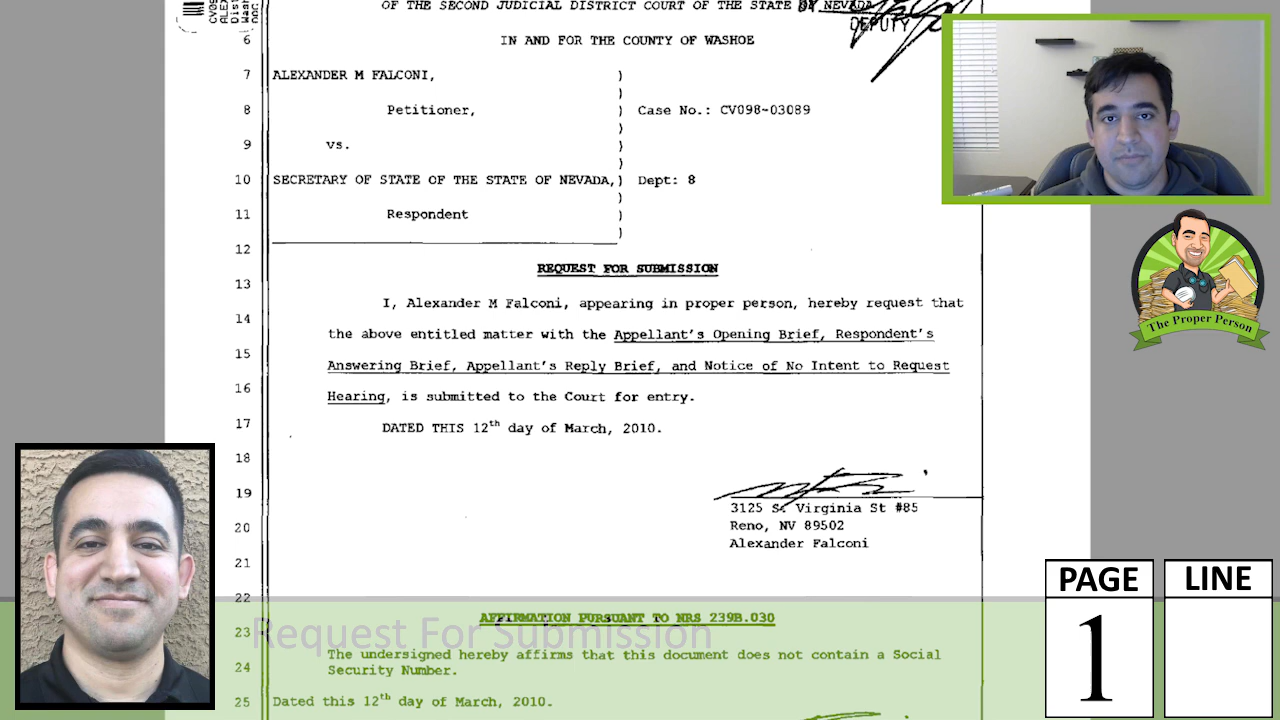 OF THE SECOND JUDICIAL DISTRICT COURT OF THE STATE OF NEVADA
DEPUTY
6
IN AND FOR THE COUNTY OF WASHOE
7 ALEXANDER M FALCONI, )
)
8 Petitioner, ) Case No.: CV098-03089
)
9 vs. )
)
10 SECRETARY OF STATE OF THE STATE OF NEVADA,) Dept: 8
)
11 Respondent )
)
12
REQUEST FOR SUBMISSION
13
I, Alexander M Falconi, appearing in proper person, hereby request that
14
the above entitled matter with the Appellant's Opening Brief, Respondent's
15
Answering Brief, Appellant's Reply Brief, and Notice of No Intent to Request
16
Hearing, is submitted to the Court for entry.
17
DATED THIS 12th day of March, 2010.
18
19
3125 S. Virginia St #85
20 Reno, NV 89502
Alexander Falconi
21
22
AFFIRMATION PURSUANT TO NRS 239B.030
23
Request For Submission
The undersigned hereby affirms that this document does not contain a Social
24 Security Number.
25 Dated this 12th day of March, 2010.
The Proper Person
PAGE
1
LINE